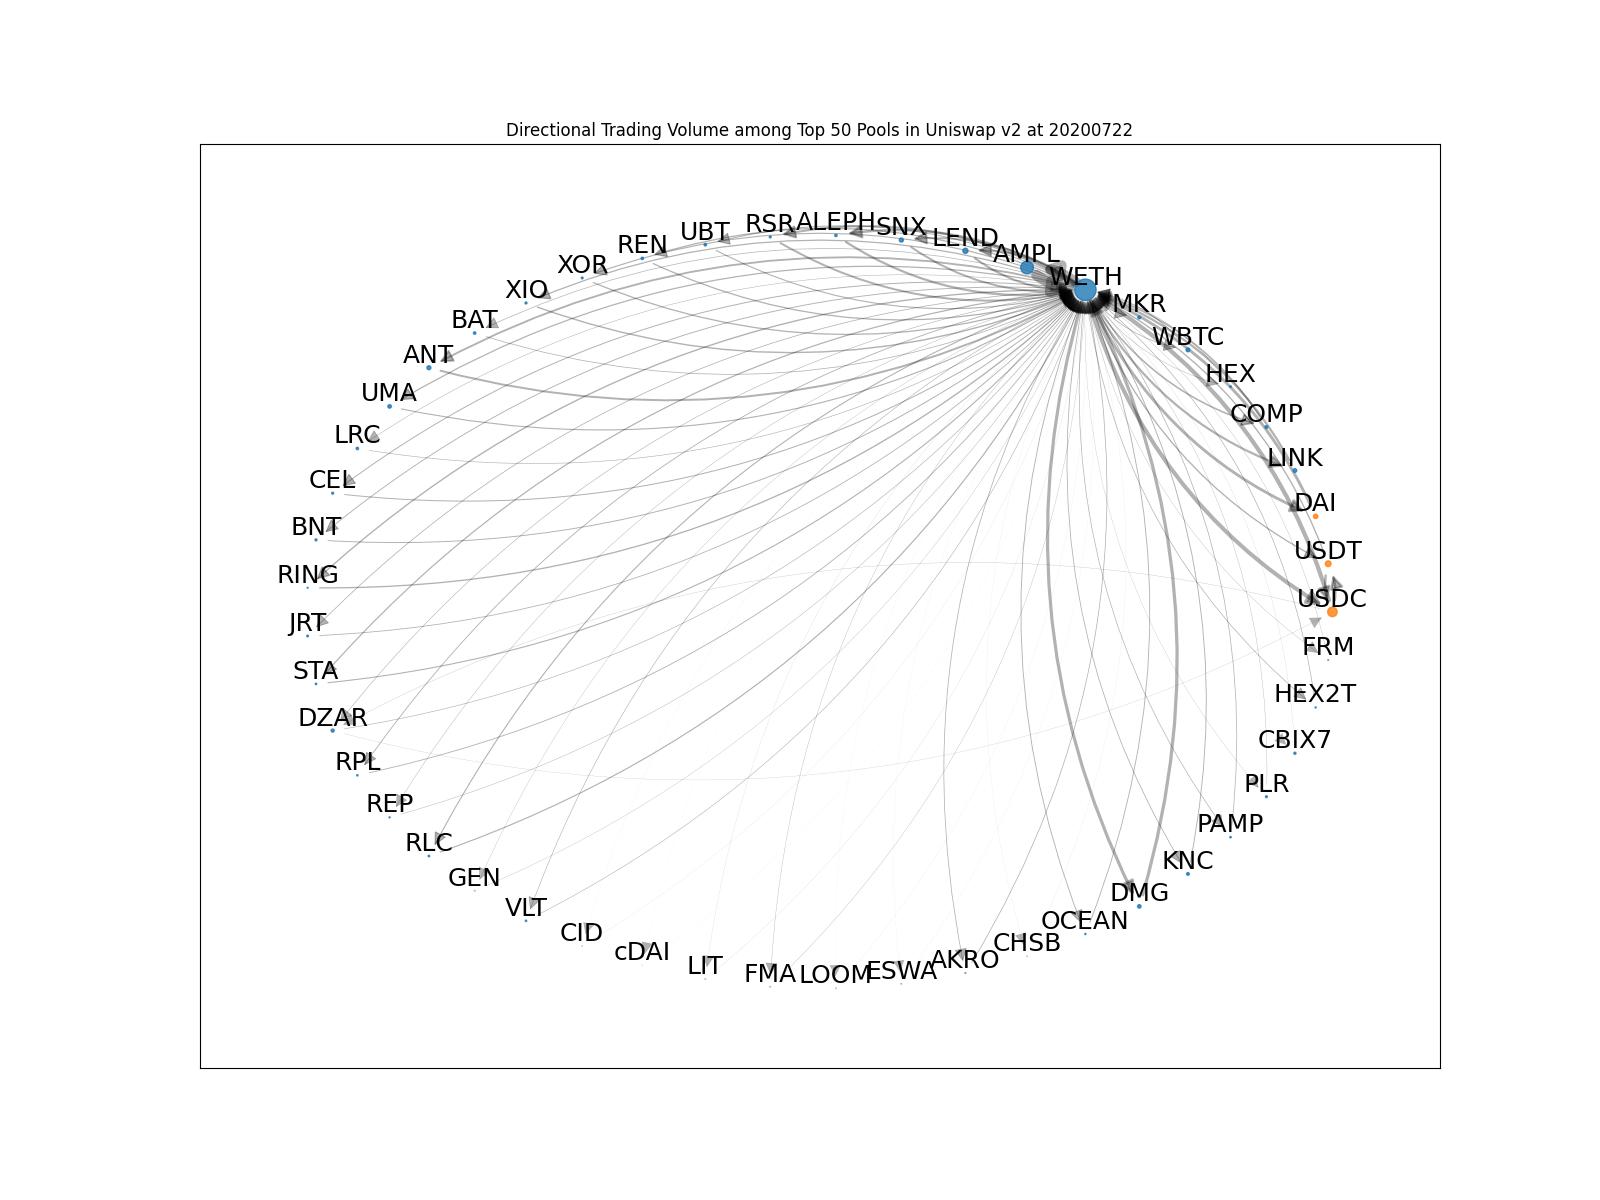 Directional Trading Volume among Top 50 Pools in Uniswap v2 at 20200722
RSR
ALEPH
SNX
UBT
LEND
REN
AMPL
XOR
WETH
XIO
MKR
BAT
WBTC
ANT
HEX
UMA
COMP
LRC
LINK
CEL
DAI
BNT
USDT
RING
USDC
JRT
FRM
STA
HEX2T
DZAR
CBIX7
RPL
PLR
REP
PAMP
RLC
KNC
GEN
DMG
VLT
OCEAN
CID
CHSB
cDAI
AKRO
LIT
FMA
LOOM
ESWA